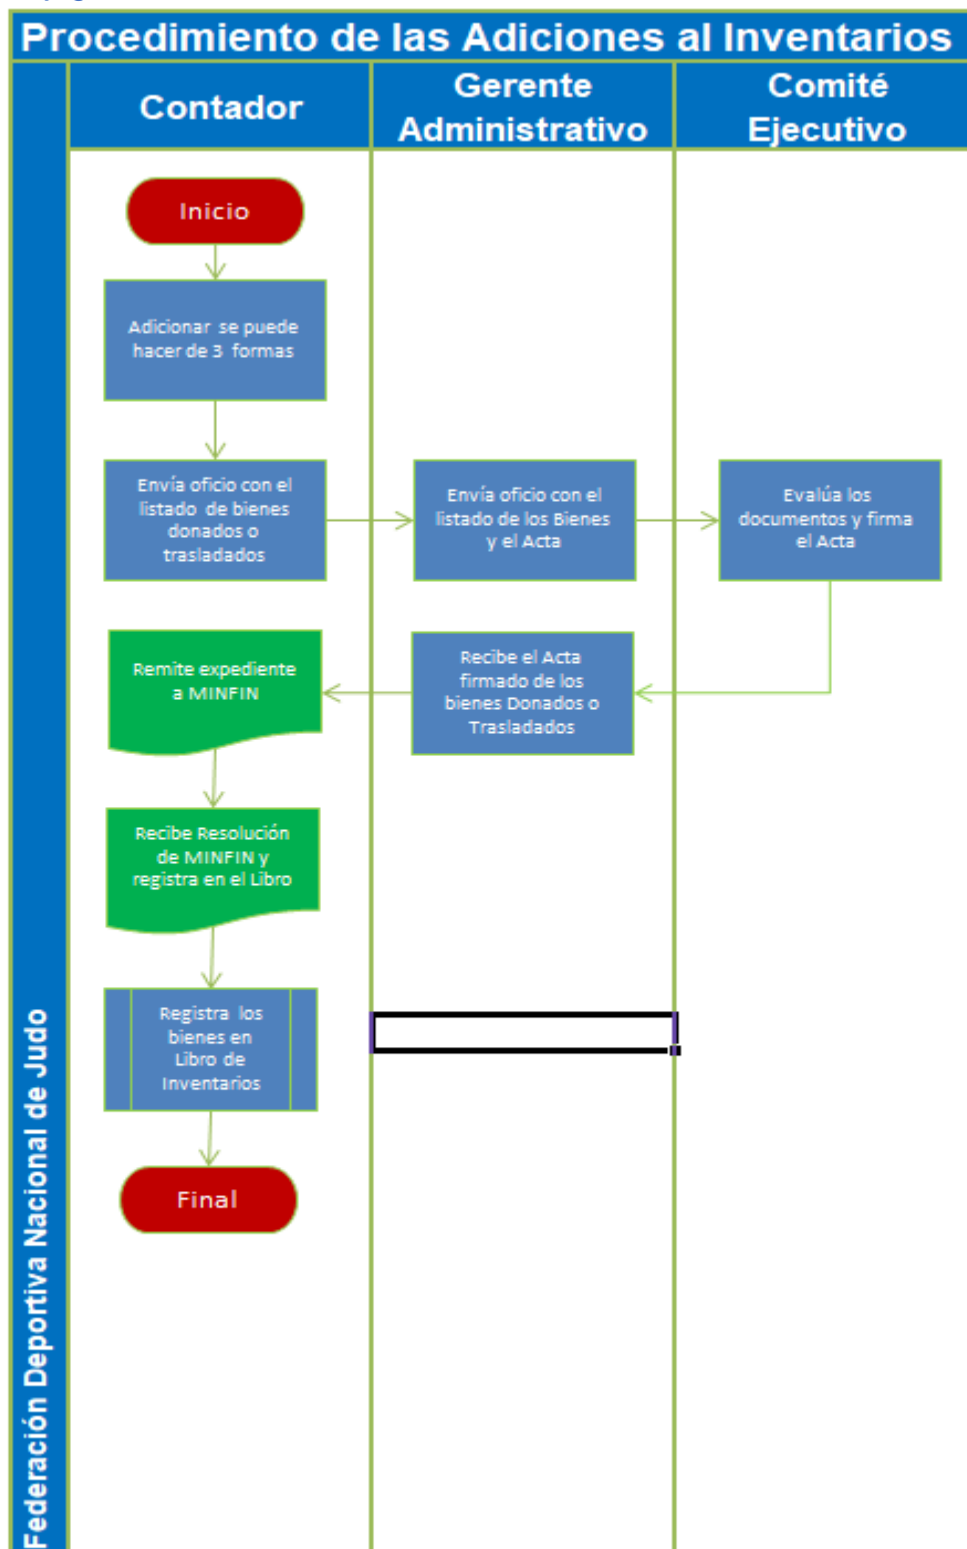 Procedimiento de las Adiciones al Inventarios
Contador
Gerente
Administrativo
Comité
Ejecutivo
Federación Deportiva Nacional de Judo
Inicio
Adicionar se puede
hacer de 3 formas
Envía oficio con el
listado de bienes
donados o
trasladados
Envía oficio con el
listado de los Bienes
y el Acta
Evalúa los
documentos y firma
el Acta
Recibe el Acta
firmado de los
bienes Donados o
Trasladados
Remite expediente
a MINFIN
Recibe Resolución
de MINFIN y
registra en el Libro
Registra los
bienes en
Libro de
Inventarios
Final